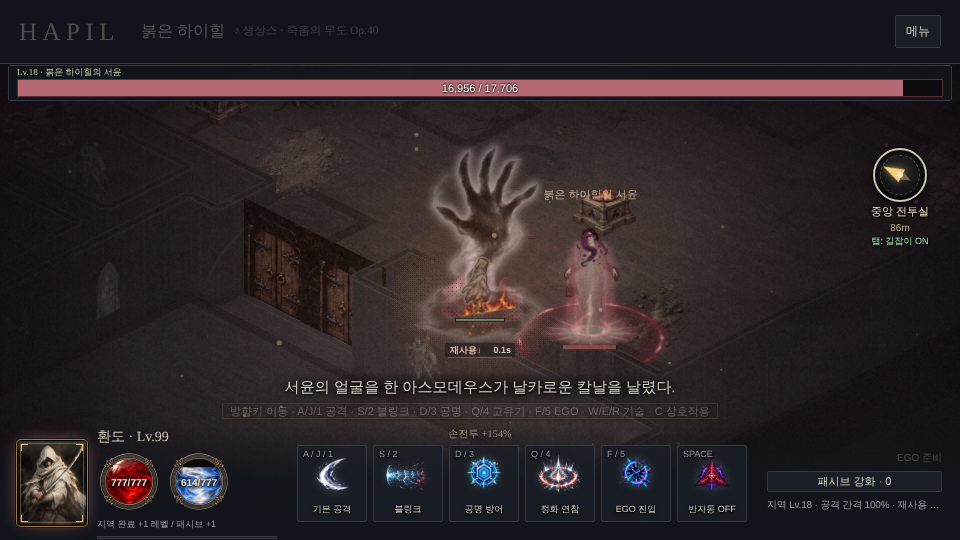 HAPIL 붉은 하이힐 ♪ 생상스 · 죽음의 무도 Op.40 메뉴
Lv.18 · 붉은 하이힐의 서윤
16,956 / 17,706
붉은 하이힐의 서윤
중앙 전투실
86m
탭: 길잡이 ON
재사용↓ 0.1s
서윤의 얼굴을 한 아스모데우스가 날카로운 칼날을 날렸다.
방향키 이동 · A/J/1 공격 · S/2 블링크 · D/3 공명 · Q/4 고유기 · F/5 EGO · W/E/R 기술 · C 상호작용
손전투 +154%
환도 · Lv.99
777/777 614/777
지역 완료 +1 레벨 / 패시브 +1
A / J / 1 S / 2 D / 3 Q / 4 F / 5 SPACE
기본 공격 블링크 공명 방어 정화 연참 EGO 진입 반자동 OFF
EGO 준비
패시브 강화 · 0
지역 Lv.18 · 공격 간격 100% · 재사용 …